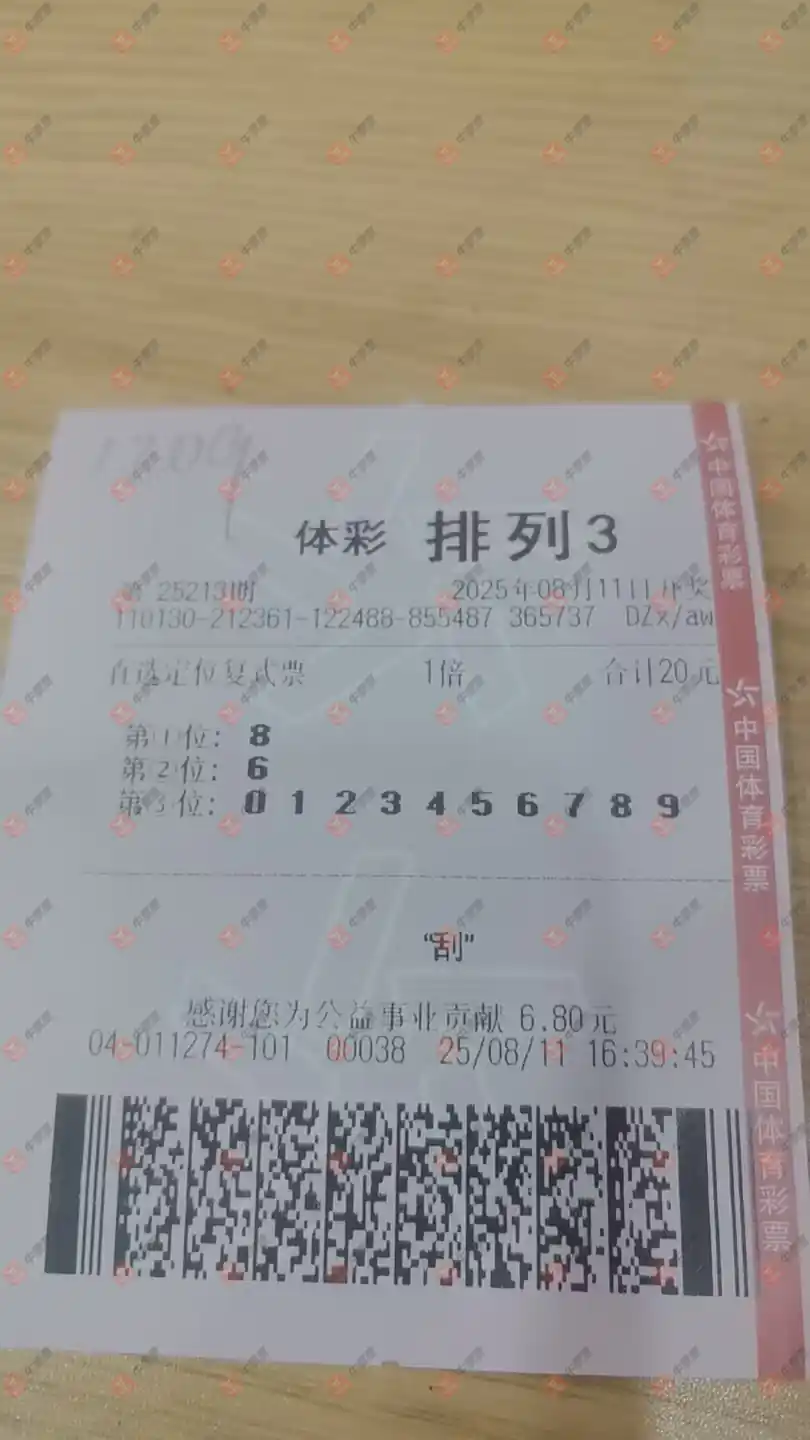 体彩 排列3
第 25213期 2025年08月11日开奖
110130-212361-122488-855487 365737 DZx/aw
直选定位复式票 1倍 合计20元
第1位: 8
第2位: 6
第3位: 0 1 2 3 4 5 6 7 8 9
“刮”
感谢您为公益事业贡献 6.80元
04-011274-101 00038 25/08/11 16:39:45
中国体育彩票
中国体育彩票
中国体育彩票